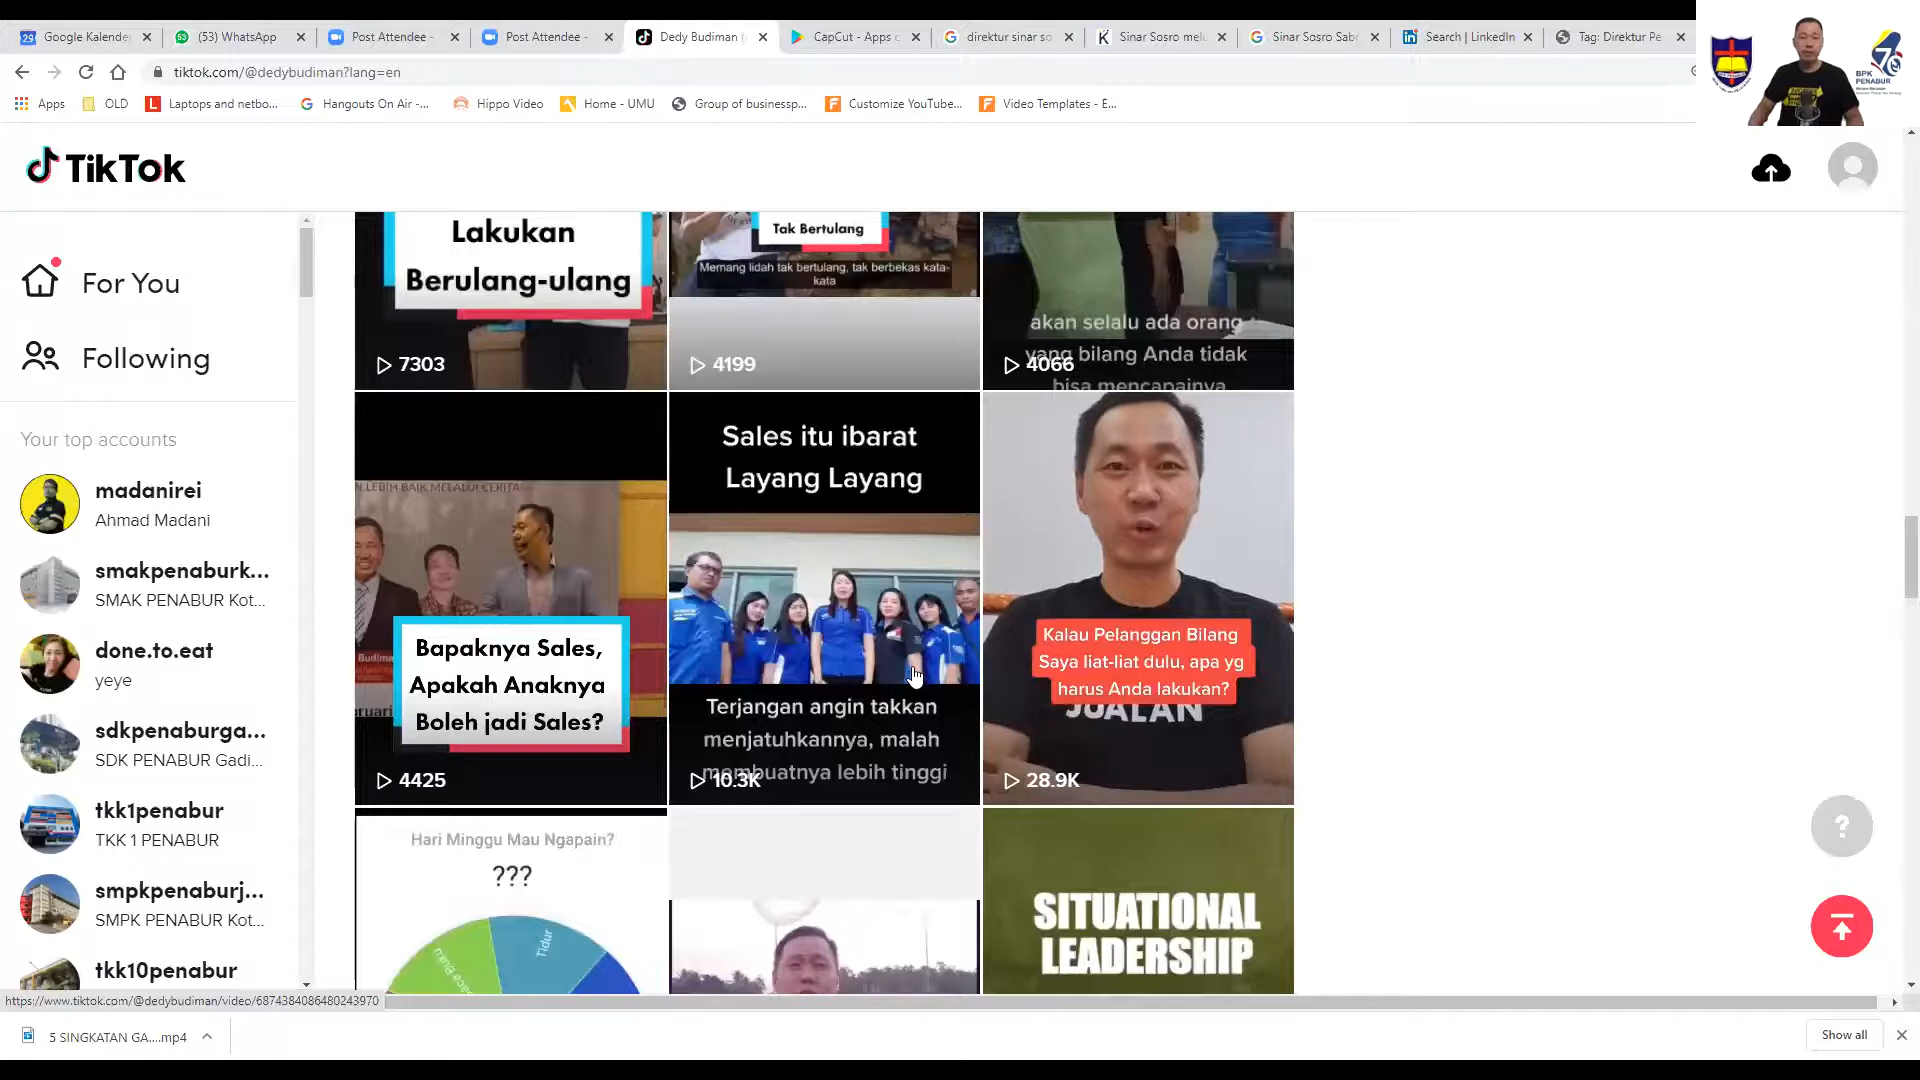 Google Kalende
(53) WhatsApp
Post Attendee -
Post Attendee -
Dedy Budiman (
CapCut - Apps c
direktur sinar so
Sinar Sosro melu
Sinar Sosro Sab
Search | LinkedIn
Tag: Direktur Pe
tiktok.com/@dedybudiman?lang=en
Apps
OLD
Laptops and netbo...
Hangouts On Air -...
Hippo Video
Home - UMU
Group of businessp...
Customize YouTube...
Video Templates - E...
BPK
PENABUR
TikTok
For You
Following
Your top accounts
madanirei
Ahmad Madani
smakpenaburk...
SMAK PENABUR Kot...
done.to.eat
yeye
sdkpenaburga...
SDK PENABUR Gadi...
tkk1penabur
TKK 1 PENABUR
smpkpenaburj...
SMPK PENABUR Kot...
tkk10penabur
Lakukan
Berulang-ulang
7303
Tak Bertulang
Memang lidah tak bertulang, tak berbekas kata-
kata
4199
akan selalu ada orang
yang bilang Anda tidak
bisa mencapainya
4066
N LEBIH BAIK MELALUI CERITA
Budima
Bapaknya Sales,
Apakah Anaknya
Boleh jadi Sales?
4425
Sales itu ibarat
Layang Layang
Terjangan angin takkan
menjatuhkannya, malah
membuatnya lebih tinggi
10.3K
Kalau Pelanggan Bilang
Saya liat-liat dulu, apa yg
harus Anda lakukan?
JUALAN
28.9K
Hari Minggu Mau Ngapain?
???
Tidur
SITUATIONAL
LEADERSHIP
?
https://www.tiktok.com/@dedybudiman/video/6874384086480243970
5 SINGKATAN GA....mp4
Show all